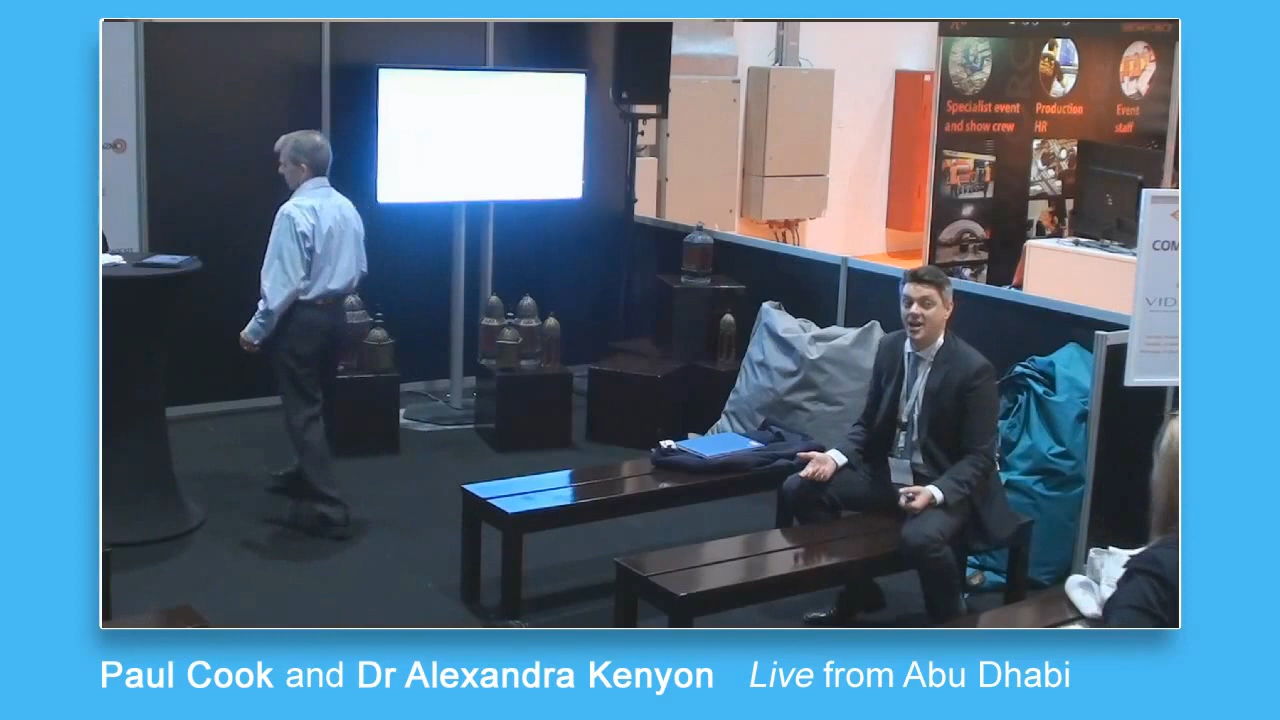 Specialist event
and show crew
Production
HR
Event
staff
COM
VID
Paul Cook and Dr Alexandra Kenyon Live from Abu Dhabi